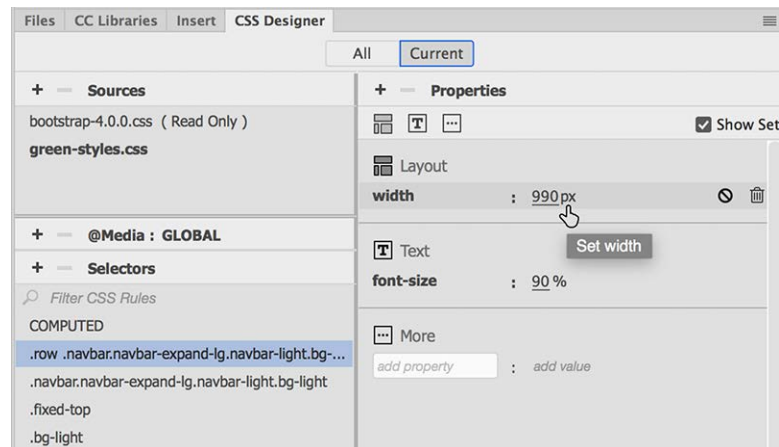 Files CC Libraries Insert CSS Designer
All Current
+ — Sources
bootstrap-4.0.0.css ( Read Only )
green-styles.css
+ — @Media : GLOBAL
+ — Selectors
Filter CSS Rules
COMPUTED
.row .navbar.navbar-expand-lg.navbar-light.bg-...
.navbar.navbar-expand-lg.navbar-light.bg-light
.fixed-top
.bg-light
+ — Properties
T Show Set
Layout
width : 990 px
Set width
T Text
font-size : 90 %
More
add property : add value